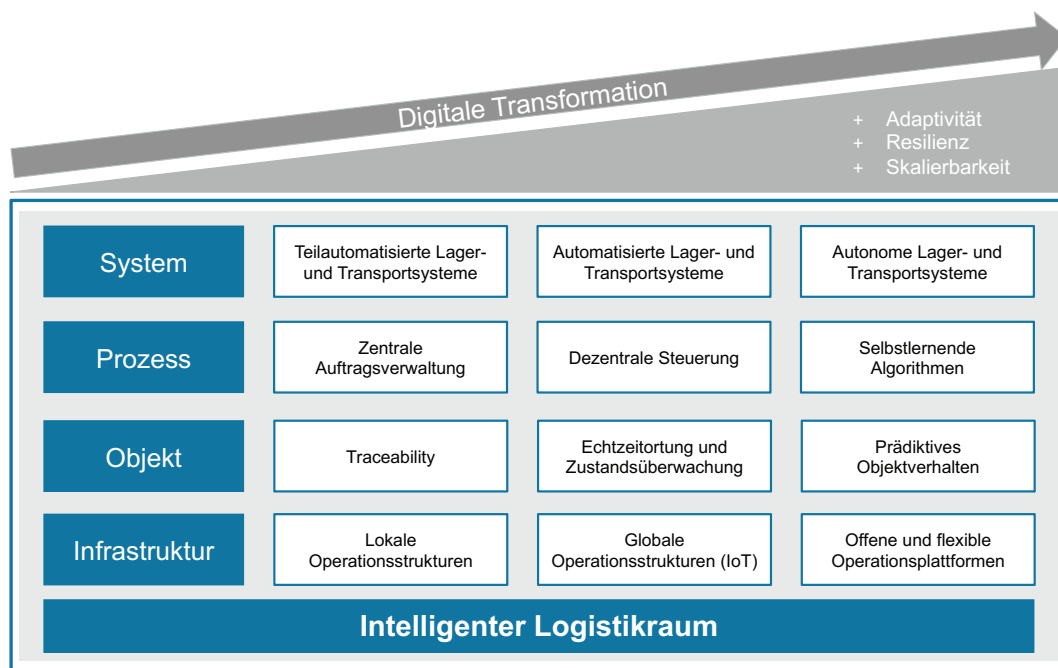 Digitale Transformation
+ Adaptivität
+ Resilienz
+ Skalierbarkeit
System
Teilautomatisierte Lager-
und Transportsysteme
Automatisierte Lager- und
Transportsysteme
Autonome Lager- und
Transportsysteme
Prozess
Zentrale
Auftragsverwaltung
Dezentrale Steuerung
Selbstlernende
Algorithmen
Objekt
Traceability
Echtzeitortung und
Zustandsüberwachung
Prädiktives
Objektverhalten
Infrastruktur
Lokale
Operationsstrukturen
Globale
Operationsstrukturen (IoT)
Offene und flexible
Operationsplattformen
Intelligenter Logistikraum